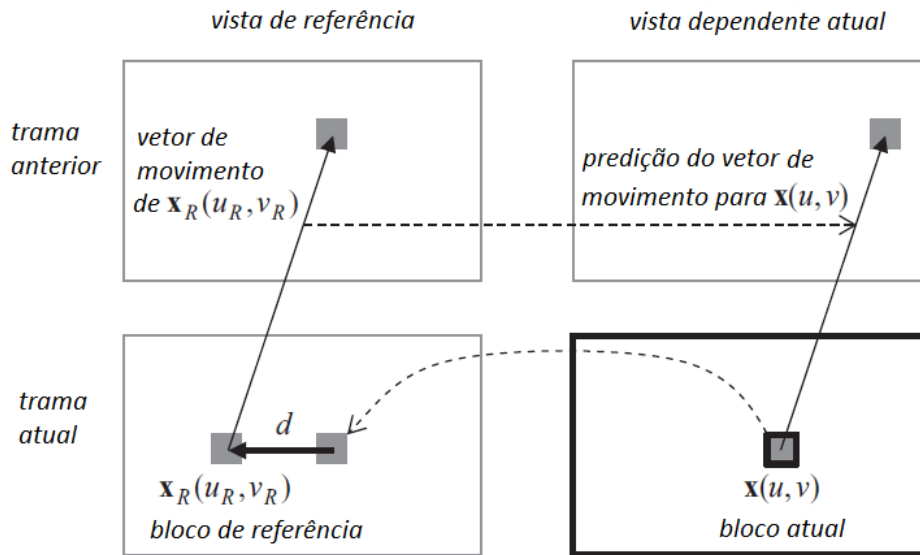 vista de referência
vista dependente atual
trama
anterior
vetor de
movimento
de x_R(u_R,v_R)
predição do vetor de
movimento para x(u,v)
trama
atual
d
x_R(u_R,v_R)
bloco de referência
x(u,v)
bloco atual